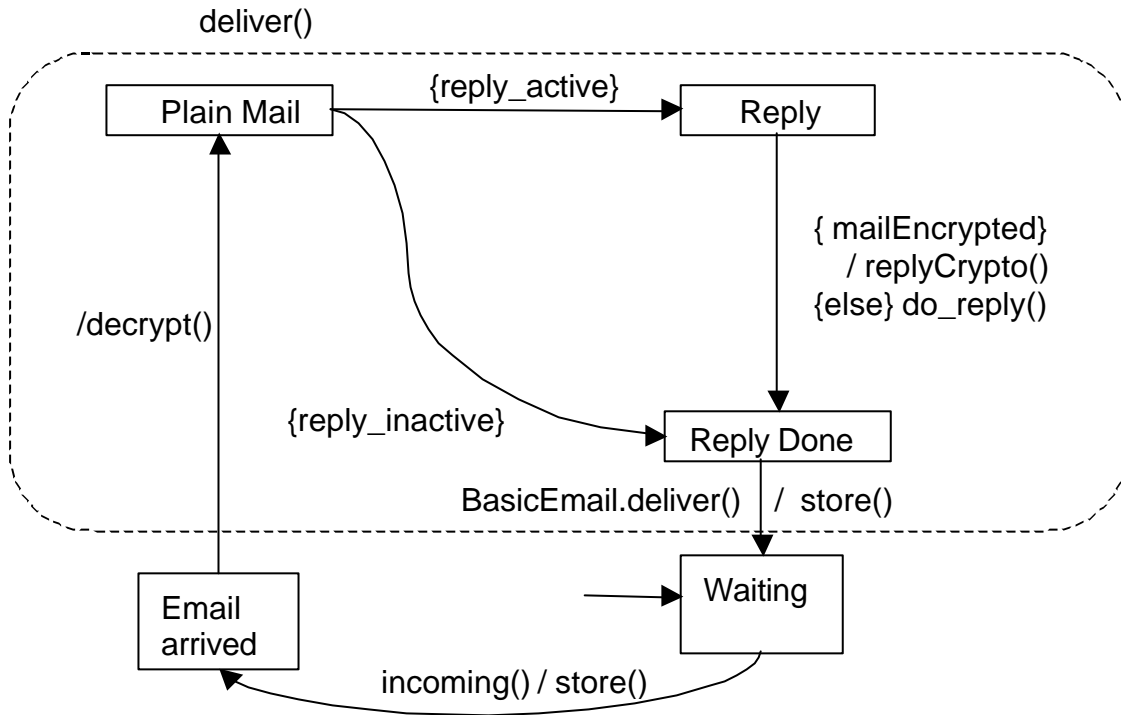 deliver()
{reply_active}
Plain Mail
Reply
{ mailEncrypted}
/ replyCrypto()
{else} do_reply()
/decrypt()
{reply_inactive}
Reply Done
BasicEmail.deliver() / store()
Waiting
Email
arrived
incoming() / store()